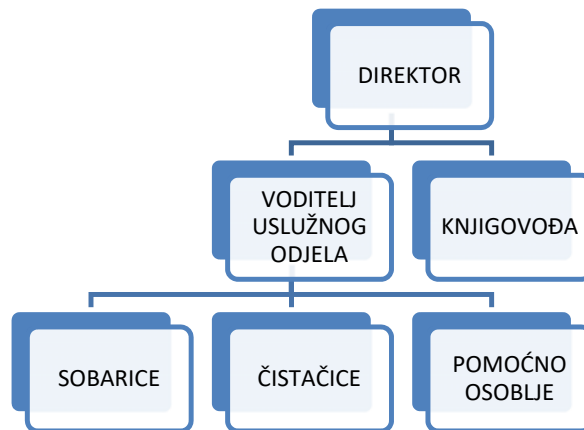 DIREKTOR
VODITELJ
USLUŽNOG
ODJELA
KNJIGOVOĐA
SOBARICE
ČISTAČICE
POMOĆNO
OSOBLJE